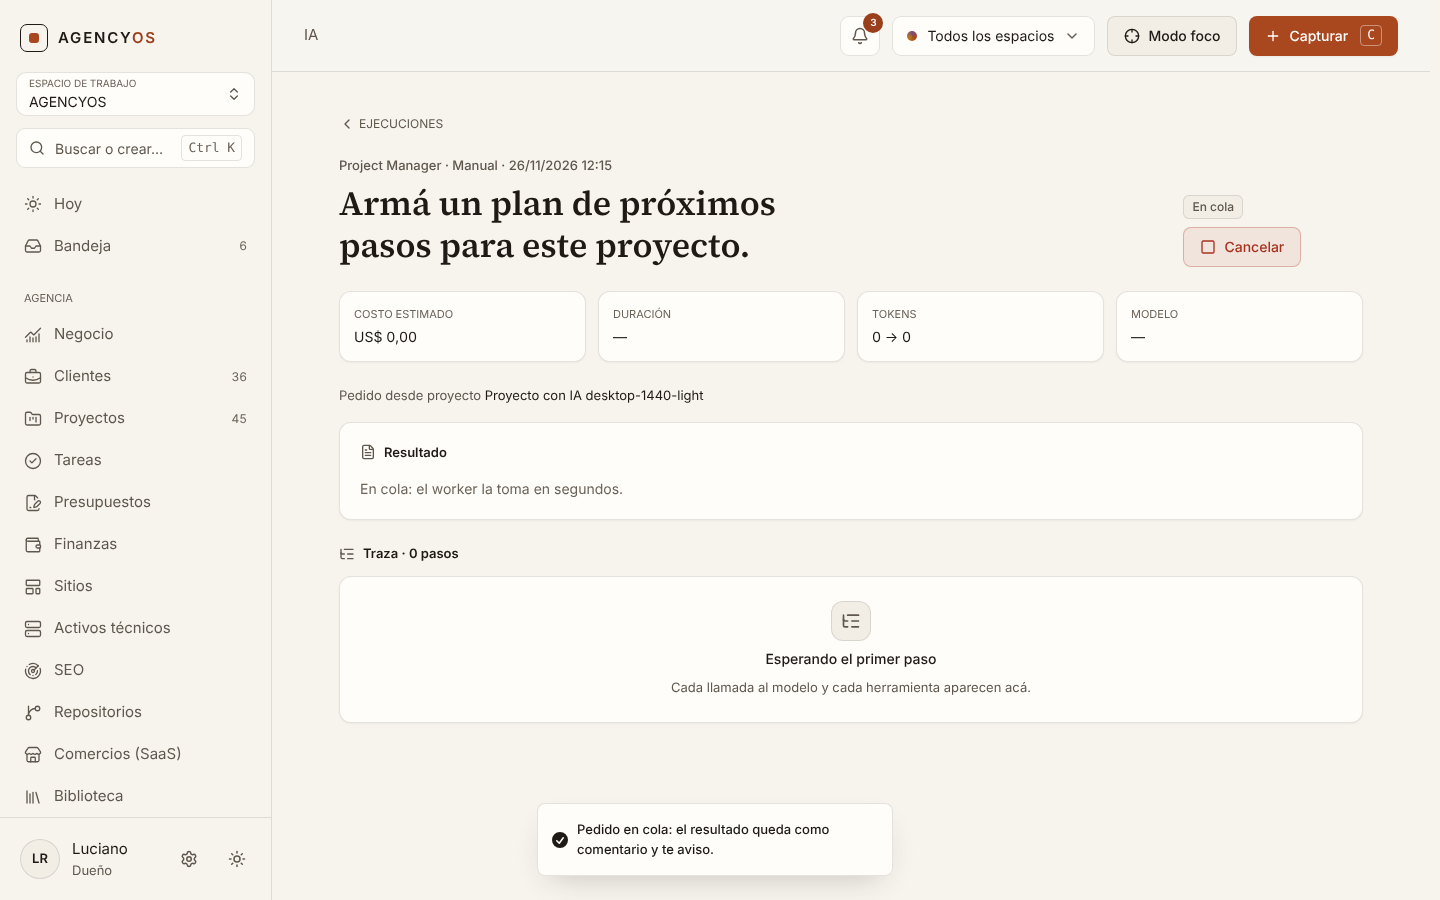 AGENCYOS
ESPACIO DE TRABAJO
AGENCYOS
Buscar o crear... Ctrl K
Hoy
Bandeja 6
AGENCIA
Negocio
Clientes 36
Proyectos 45
Tareas
Presupuestos
Finanzas
Sitios
Activos técnicos
SEO
Repositorios
Comercios (SaaS)
Biblioteca
LR
Luciano
Dueño
IA
3
Todos los espacios
Modo foco
Capturar C
EJECUCIONES
Project Manager · Manual · 26/11/2026 12:15
Armá un plan de próximos
pasos para este proyecto.
En cola
Cancelar
COSTO ESTIMADO
US$ 0,00
DURACIÓN
—
TOKENS
0 → 0
MODELO
—
Pedido desde proyecto Proyecto con IA desktop-1440-light
Resultado
En cola: el worker la toma en segundos.
Traza · 0 pasos
Esperando el primer paso
Cada llamada al modelo y cada herramienta aparecen acá.
Pedido en cola: el resultado queda como
comentario y te aviso.